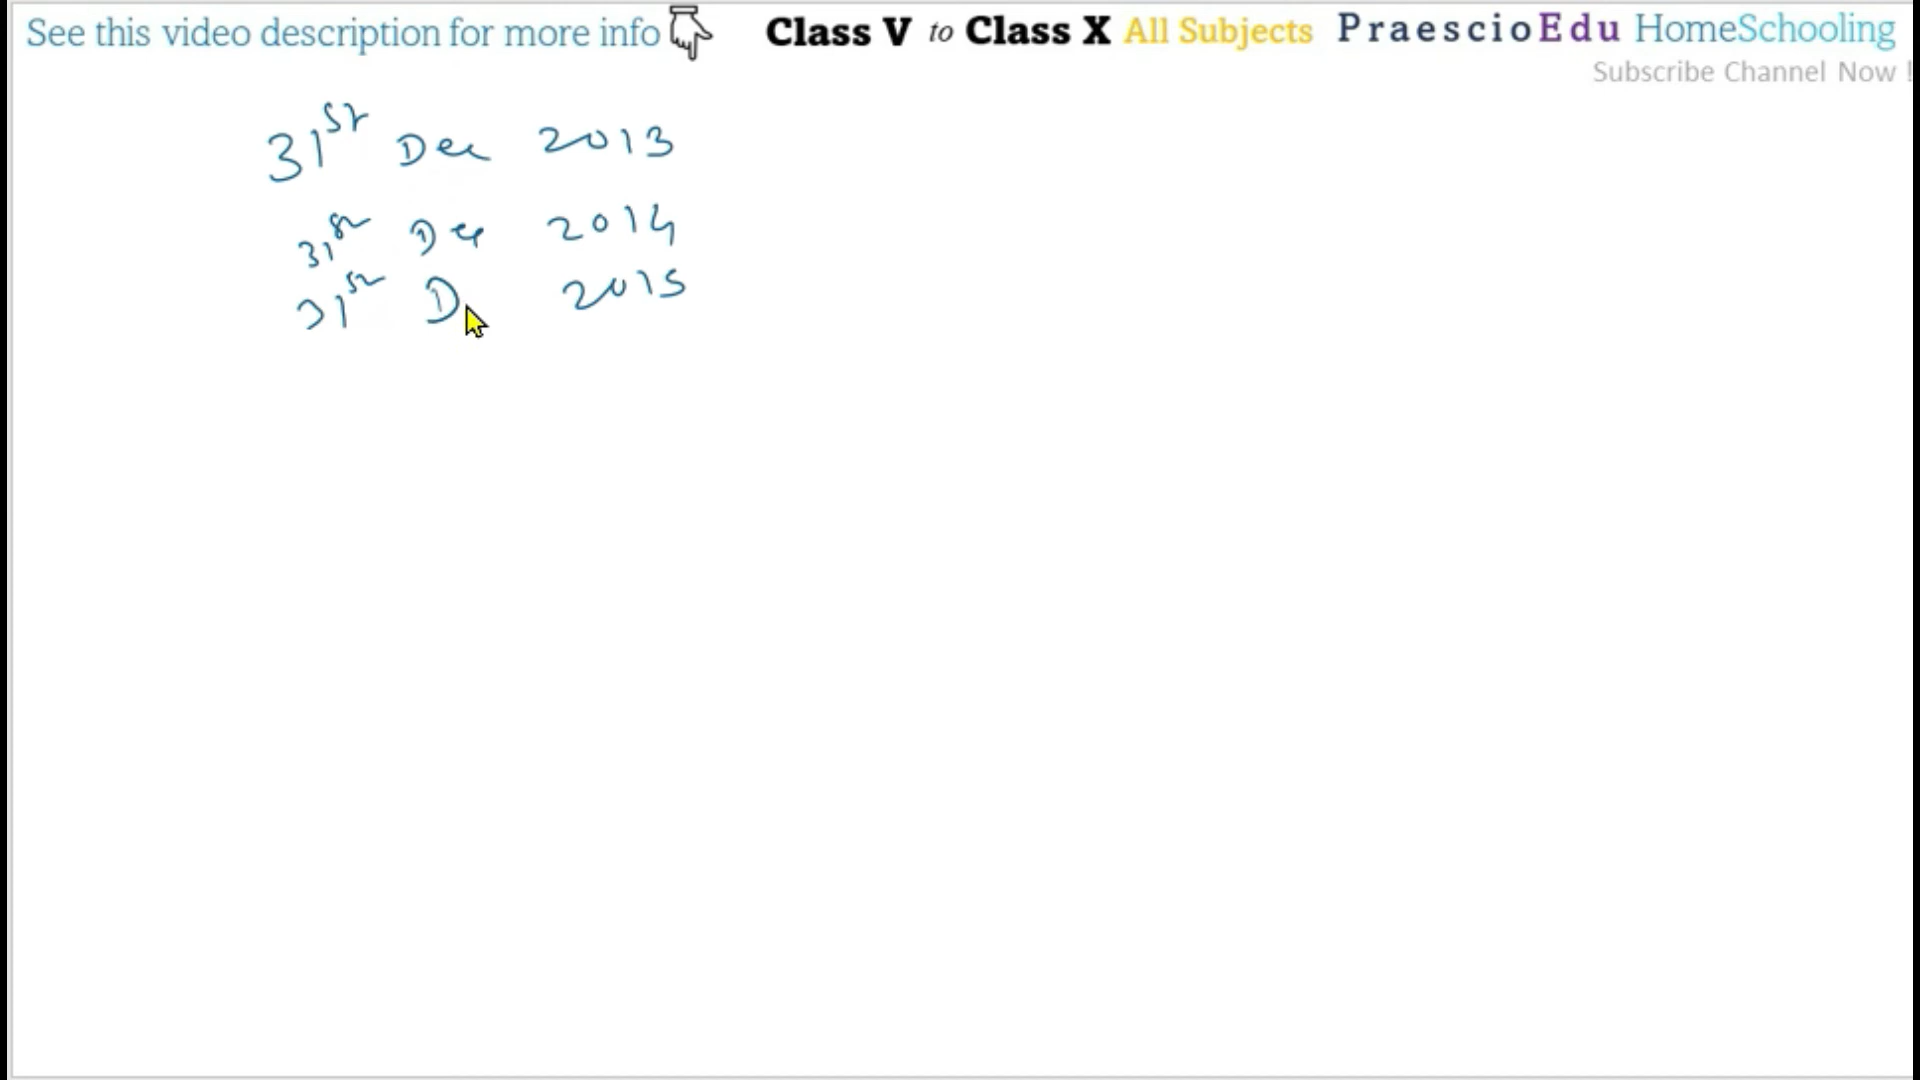 See this video description for more info Class V to Class X All Subjects PraescioEdu HomeSchooling
Subscribe Channel Now !
31st Dec 2013
31st Dec 2014
31st D 2015